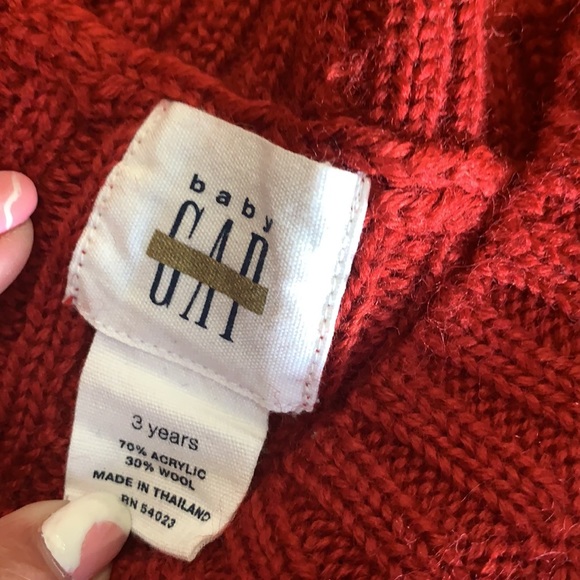 baby
GAP
3 years
70% ACRYLIC
30% WOOL
MADE IN THAILAND
RN 54023